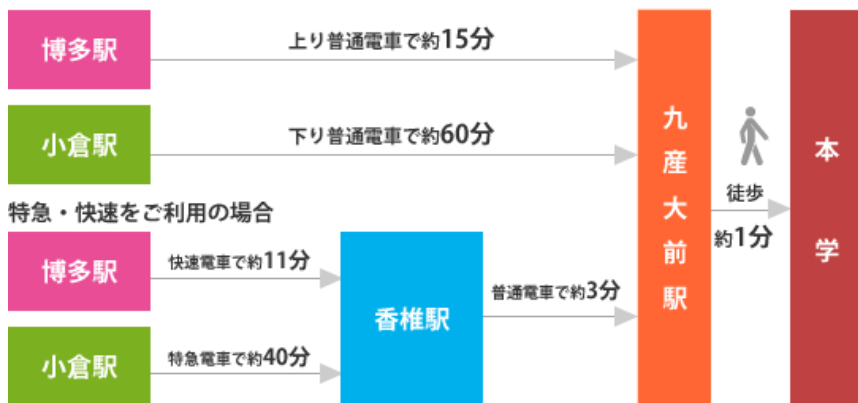 博多駅
上り普通電車で約15分
小倉駅
下り普通電車で約60分
特急・快速をご利用の場合
博多駅
快速電車で約11分
小倉駅
特急電車で約40分
香椎駅
普通電車で約3分
九産大前駅
徒歩
約1分
本学